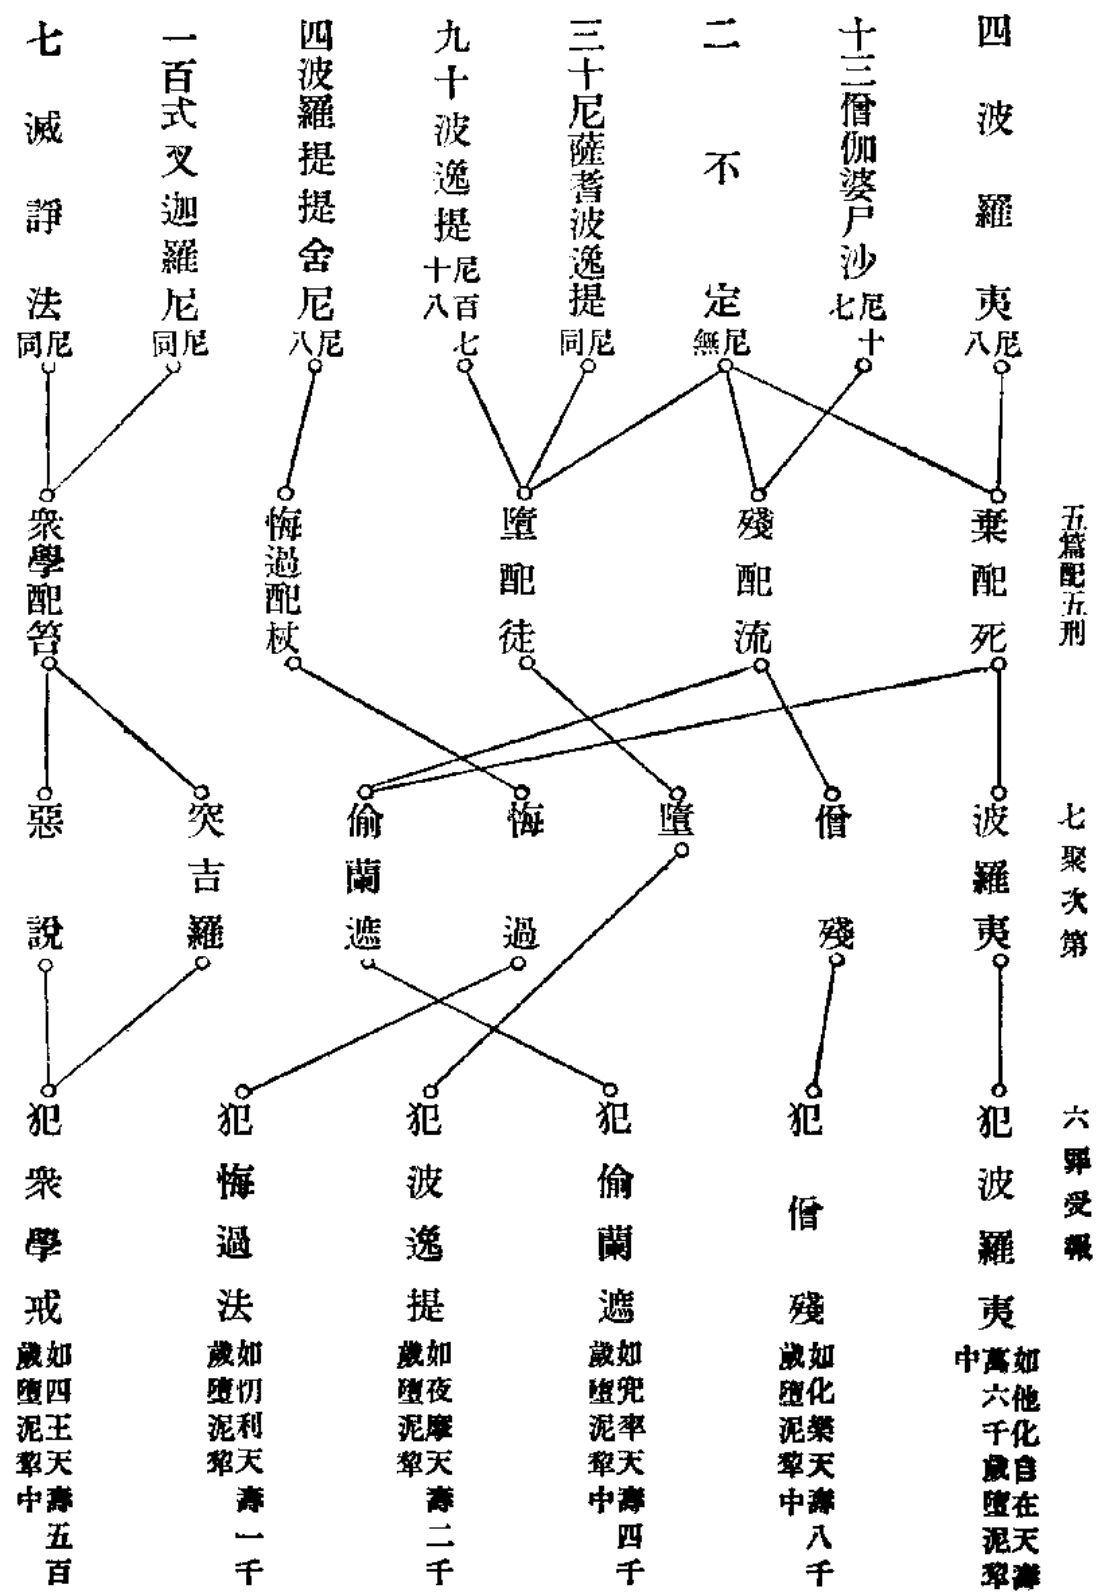 四波羅夷尼八
十三僧伽婆尸沙尼十七
二不定尼無
三十尼薩耆波逸提尼同
九十波逸提尼百七十八
四波羅提提舍尼尼八
一百式叉迦羅尼尼同
七滅諍法尼同
五篇配五刑
棄配死
殘配流
墮配徒
悔過配杖
衆學配笞
七聚次第
波羅夷
僧殘
墮
悔過
偷蘭遮
突吉羅
惡說
六罪受報
犯波羅夷
如他化自在天壽
萬六千歲墮泥犂
中
犯僧殘
如化樂天壽八千
歲墮泥犂中
犯偷蘭遮
如兜率天壽四千
歲墮泥犂中
犯波逸提
如夜摩天壽二千
歲墮泥犂
犯悔過法
如忉利天壽一千
歲墮泥犂
犯衆學戒
如四王天壽五百
歲墮泥犂中